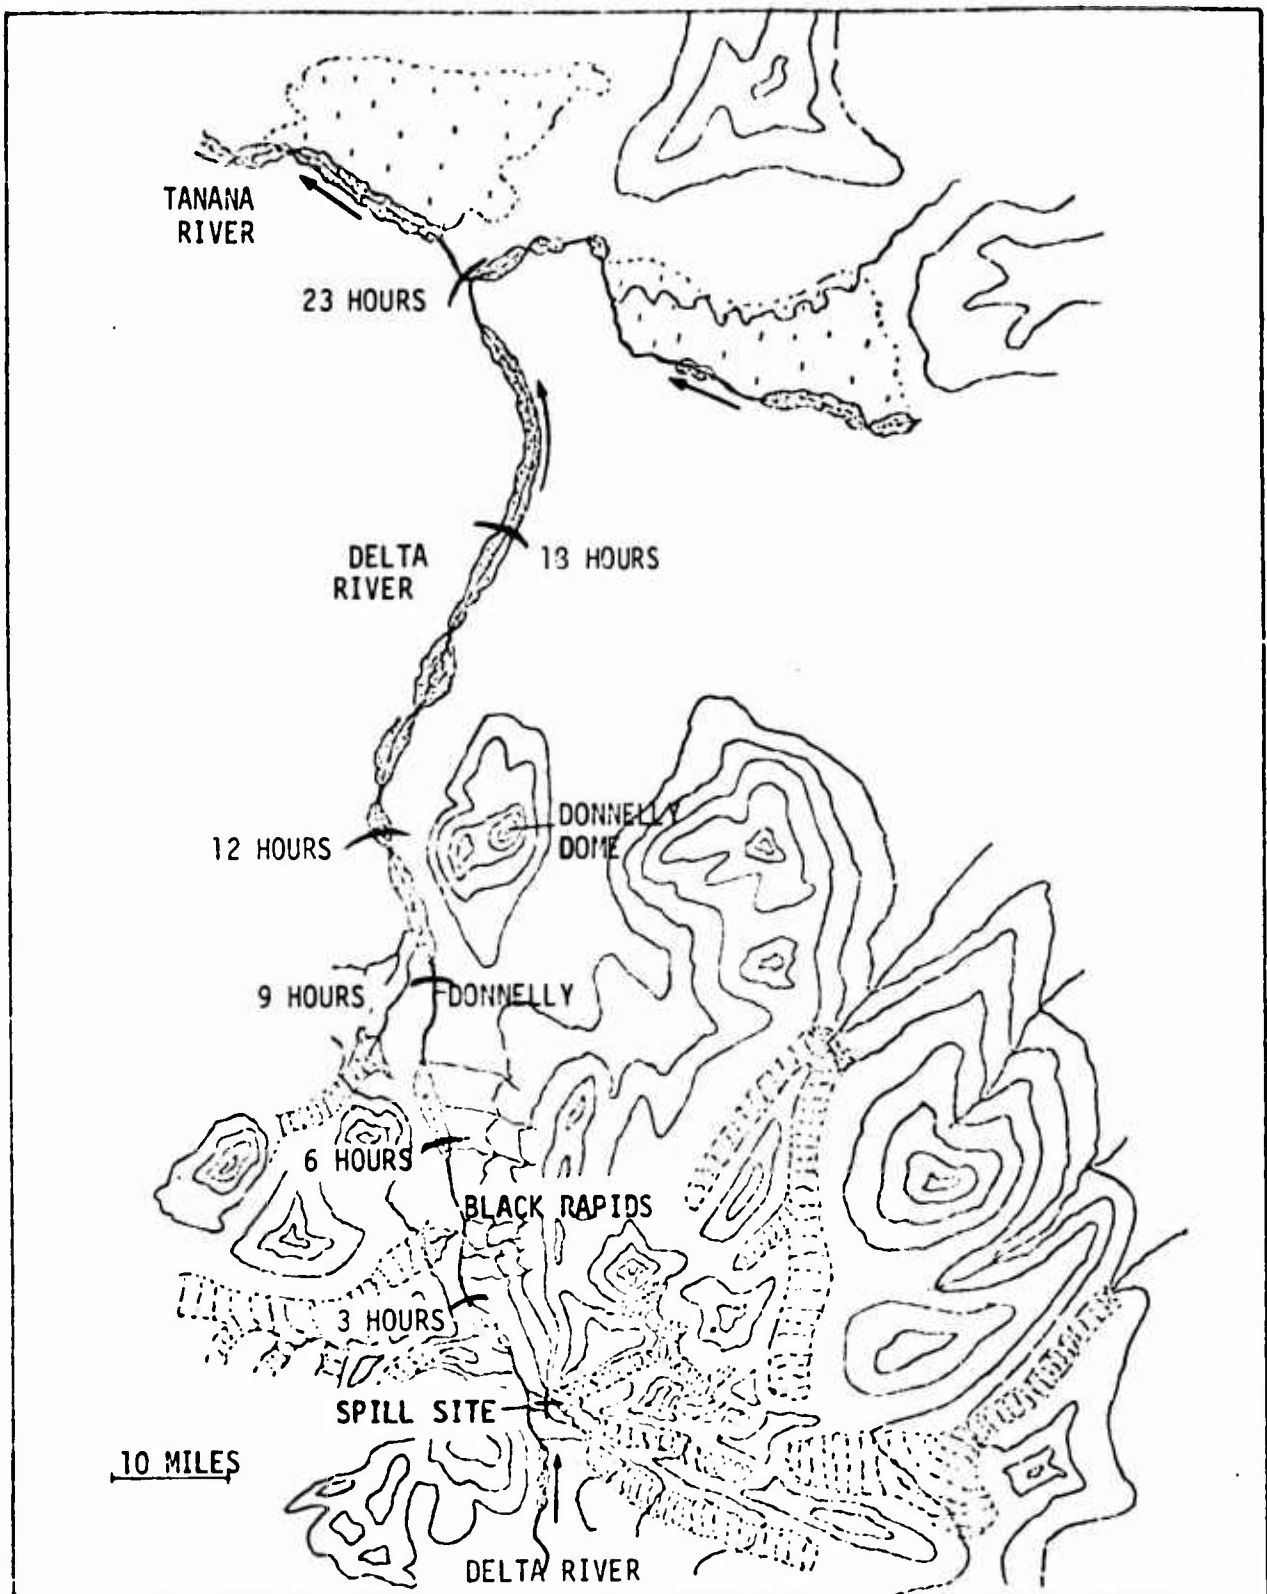 TANANA
RIVER
23 HOURS
DELTA
RIVER
18 HOURS
DONNELLY
DOME
12 HOURS
9 HOURS
DONNELLY
6 HOURS
BLACK RAPIDS
3 HOURS
SPILL SITE
10 MILES
DELTA RIVER